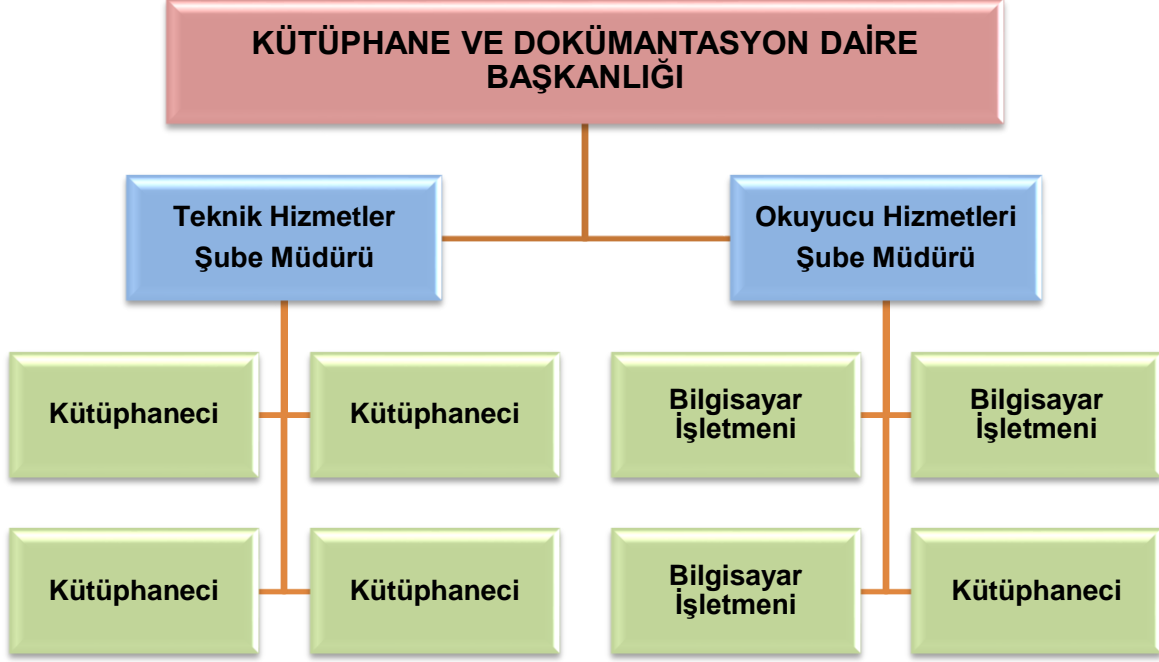 KÜTÜPHANE VE DOKÜMANTASYON DAİRE
BAŞKANLIĞI
Teknik Hizmetler
Şube Müdürü
Okuyucu Hizmetleri
Şube Müdürü
Kütüphaneci
Kütüphaneci
Bilgisayar
İşletmeni
Bilgisayar
İşletmeni
Kütüphaneci
Kütüphaneci
Bilgisayar
İşletmeni
Kütüphaneci